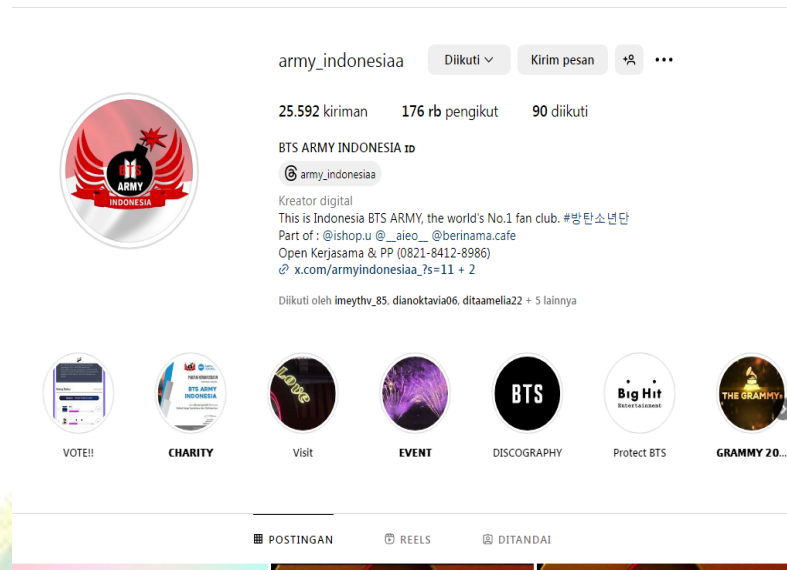 army_indonesiaa Diikuti Kirim pesan
25.592 kiriman 176 rb pengikut 90 diikuti
BTS ARMY INDONESIA ID
army_indonesiaa
Kreator digital
This is Indonesia BTS ARMY, the world's No.1 fan club. #방탄소년단
Part of : @ishop.u @__aieo__ @berinama.cafe
Open Kerjasama & PP (0821-8412-8986)
x.com/armyindonesiaa_?s=11 + 2
Diikuti oleh imeythv_85, dianoktavia06, ditaamelia22 + 5 lainnya
BTS
ARMY
INDONESIA
BTS ARMY
INDONESIA
Love
BTS
Big Hit
Entertainment
THE GRAMMYs
VOTE!! CHARITY Visit EVENT DISCOGRAPHY Protect BTS GRAMMY 20...
POSTINGAN REELS DITANDAI